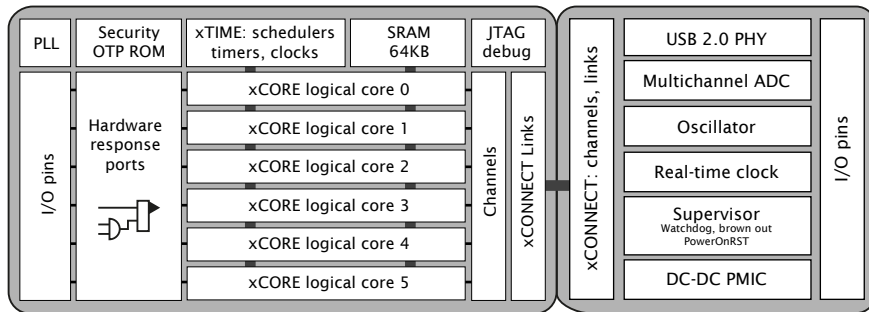 PLL
Security
OTP ROM
xTIME: schedulers
timers, clocks
SRAM
64KB
JTAG
debug
I/O pins
Hardware
response
ports
xCORE logical core 0
xCORE logical core 1
xCORE logical core 2
xCORE logical core 3
xCORE logical core 4
xCORE logical core 5
Channels
xCONNECT Links
xCONNECT: channels, links
USB 2.0 PHY
Multichannel ADC
Oscillator
Real-time clock
Supervisor
Watchdog, brown out
PowerOnRST
DC-DC PMIC
I/O pins